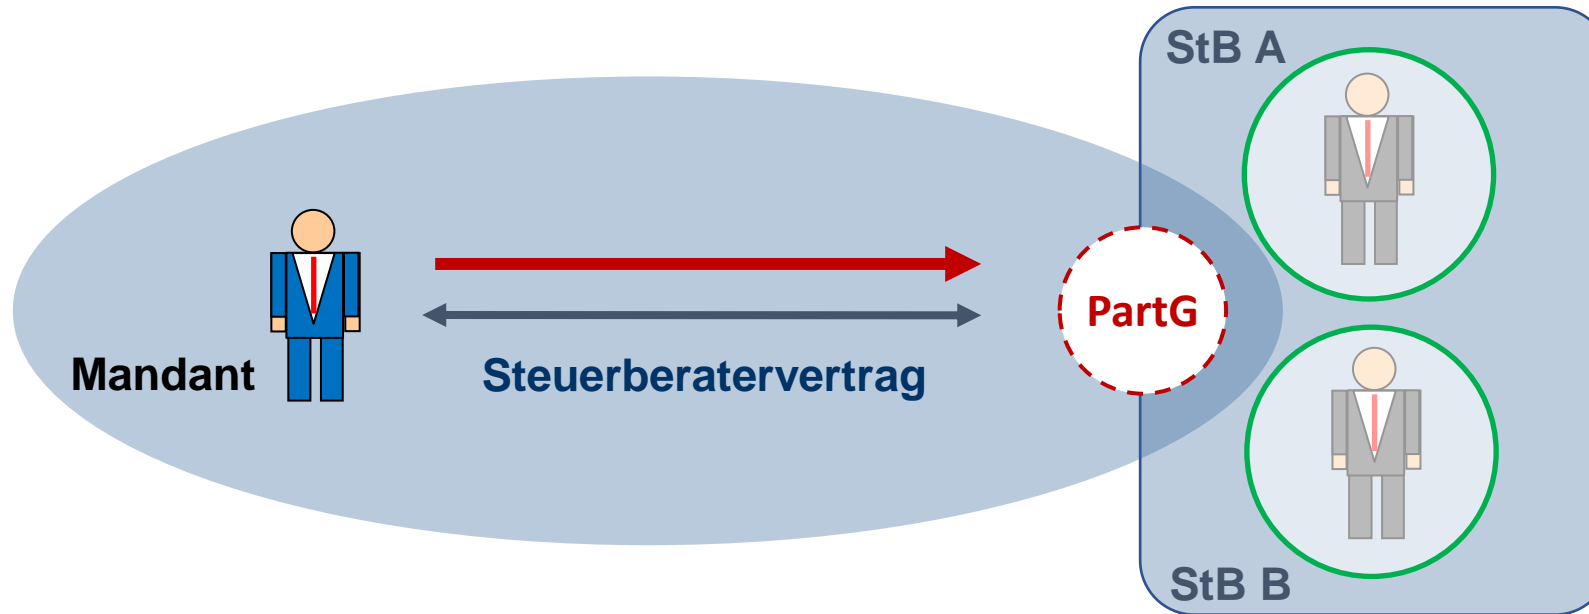 StB A
PartG
Mandant
Steuerberatervertrag
StB B